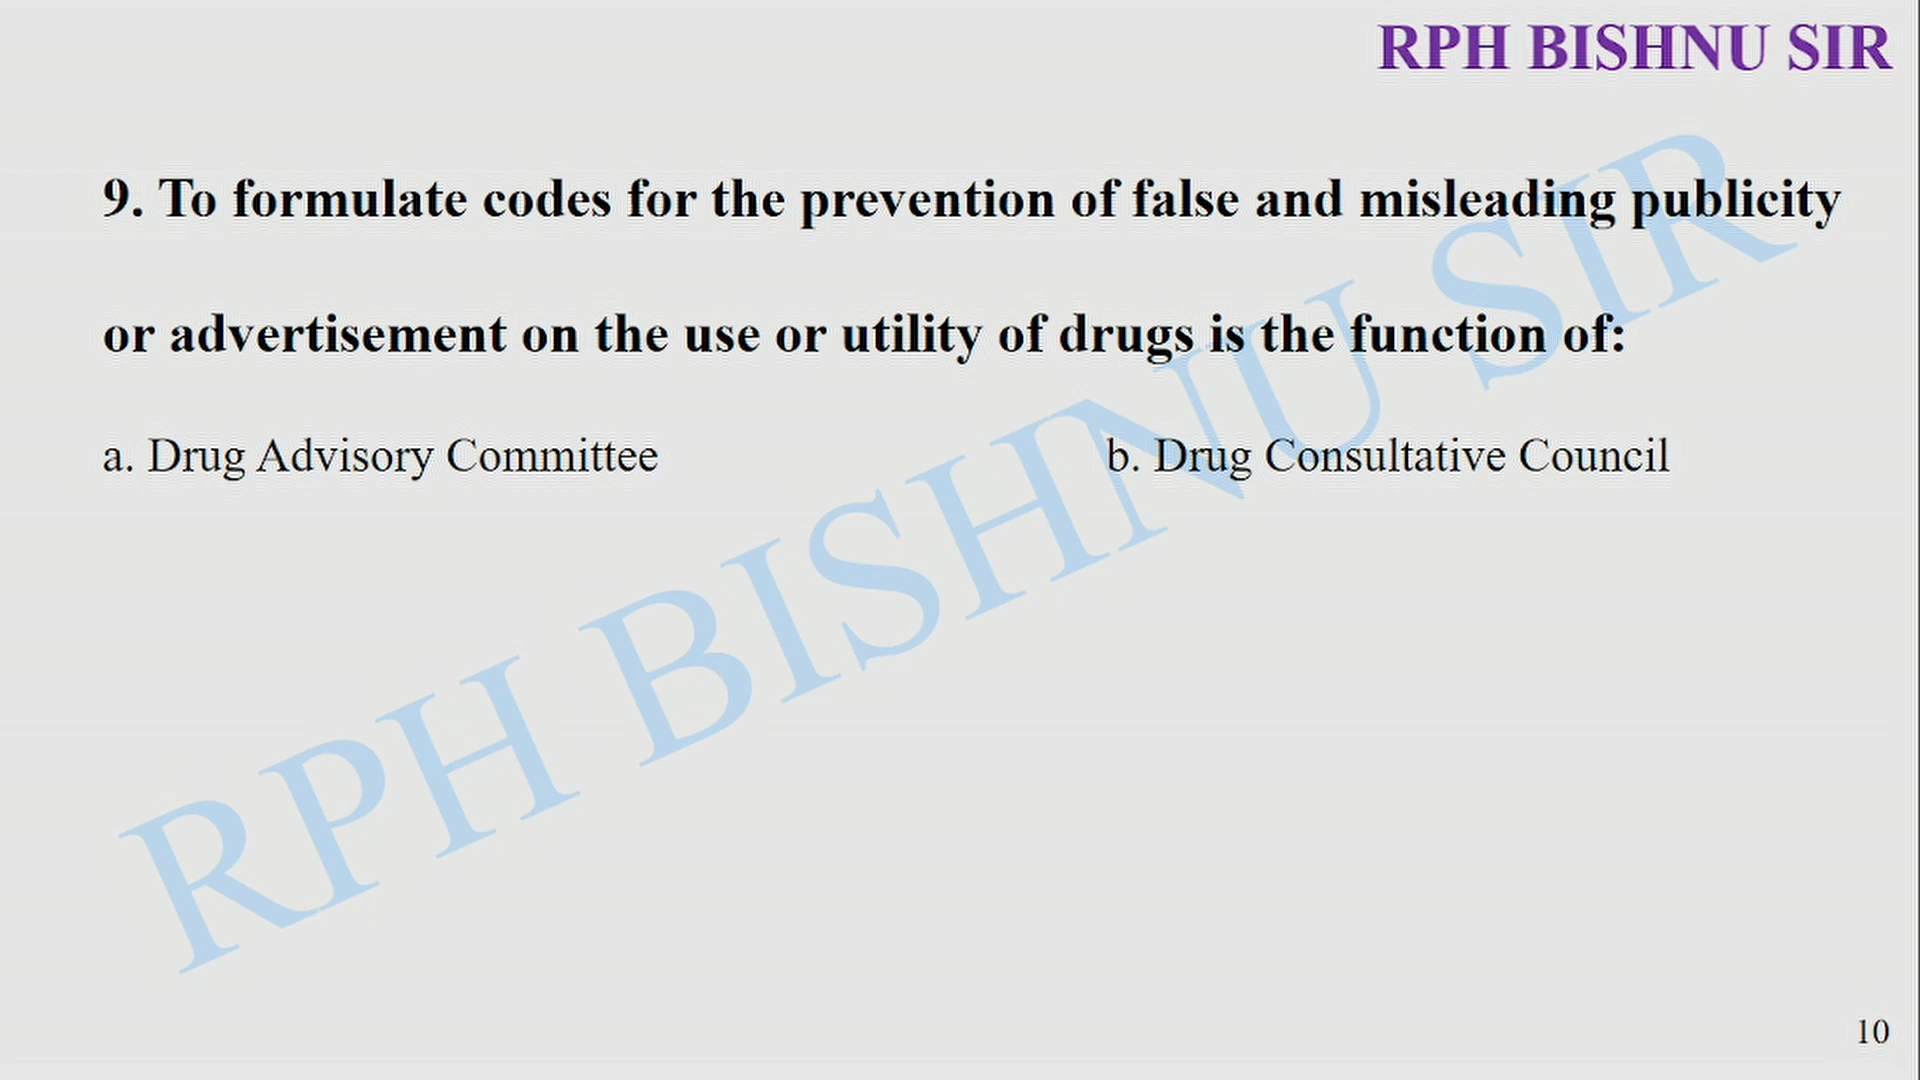 RPH BISHNU SIR
9. To formulate codes for the prevention of false and misleading publicity
or advertisement on the use or utility of drugs is the function of:
a. Drug Advisory Committee b. Drug Consultative Council
RPH BISHNU SIR
10